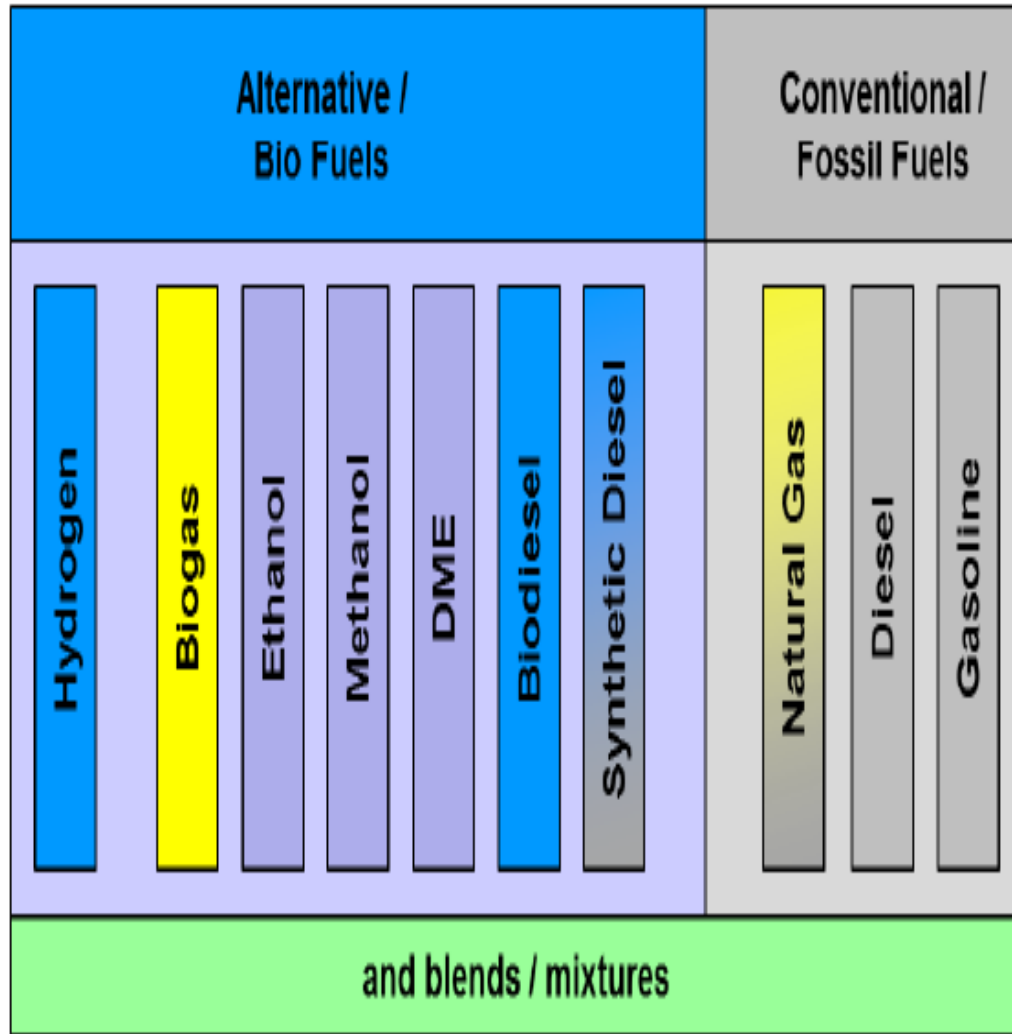 Alternative /
Bio Fuels
Conventional /
Fossil Fuels
Hydrogen
Biogas
Ethanol
Methanol
DME
Biodiesel
Synthetic Diesel
Natural Gas
Diesel
Gasoline
and blends / mixtures